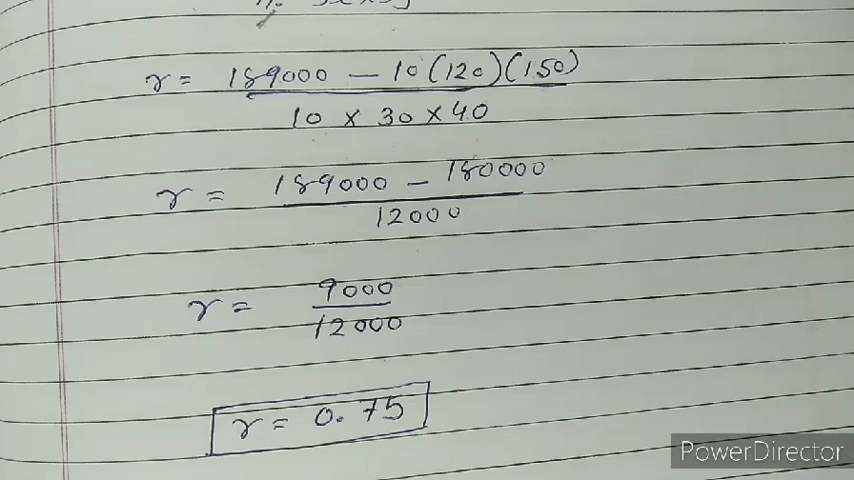 r = 189000 — 10(120)(150)
10 × 30 × 40
r = 189000 — 180000
12000
r = 9000
12000
r = 0.75
PowerDirector